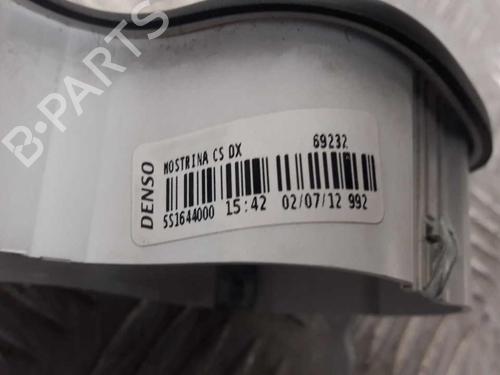 B-PARTS
DENSO
MOSTRINA CS DX 69232
5S1644000 15:42 02/07/12 992